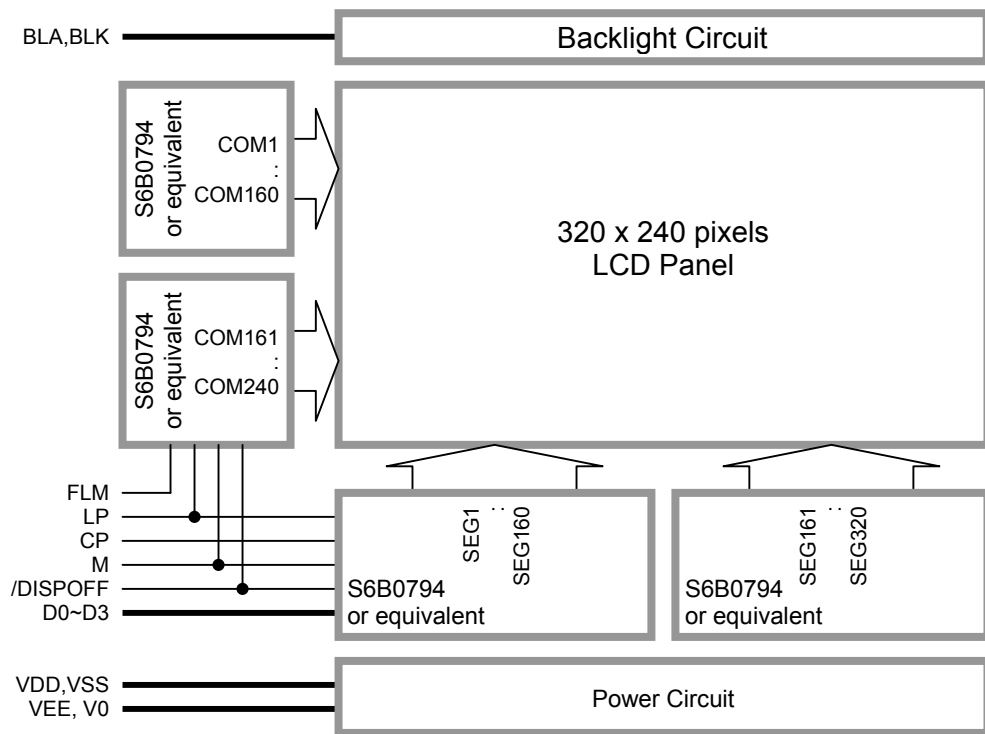 BLA,BLK
Backlight Circuit
S6B0794
or equivalent
COM1
:
COM160
320 x 240 pixels
LCD Panel
S6B0794
or equivalent
COM161
:
COM240
FLM
LP
CP
M
/DISPOFF
D0~D3
SEG1
:
SEG160
S6B0794
or equivalent
SEG161
:
SEG320
S6B0794
or equivalent
VDD,VSS
VEE, V0
Power Circuit